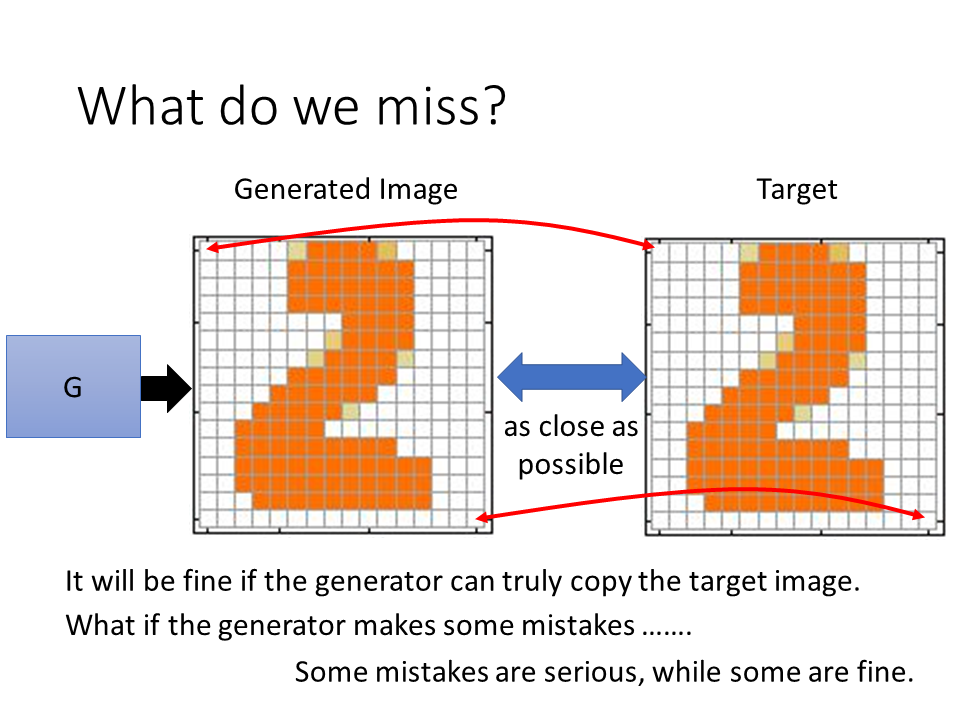 What do we miss?
Generated Image
Target
G
as close as
possible
It will be fine if the generator can truly copy the target image.
What if the generator makes some mistakes …….
Some mistakes are serious, while some are fine.